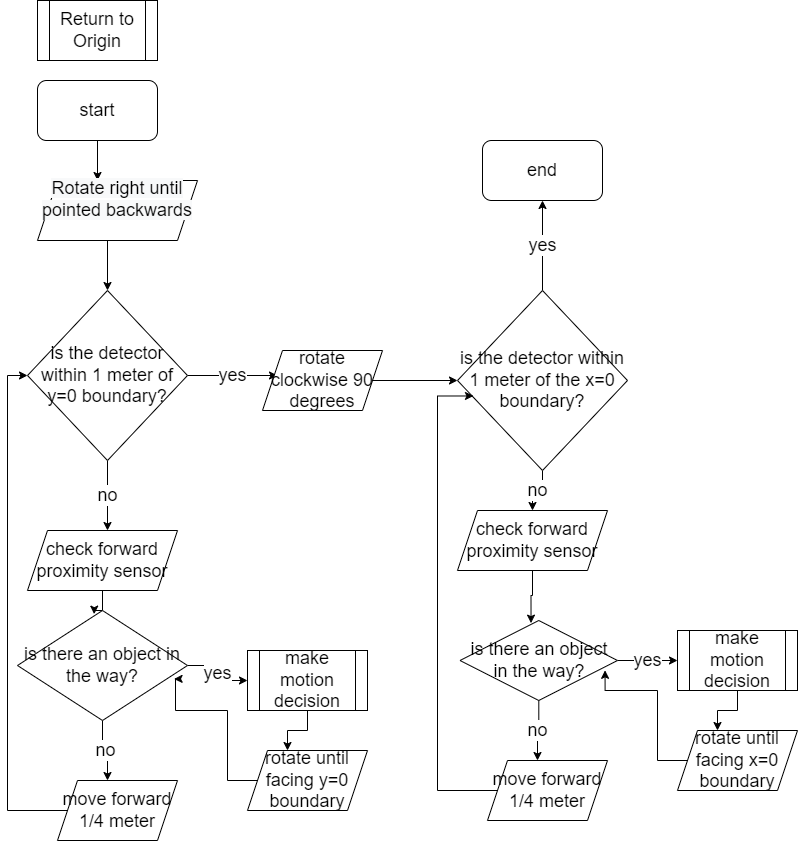 Return to
Origin
start
Rotate right until
pointed backwards
is the detector
within 1 meter of
y=0 boundary?
yes
rotate
clockwise 90
degrees
no
check forward
proximity sensor
is there an object in
the way?
yes
make
motion
decision
rotate until
facing y=0
boundary
no
move forward
1/4 meter
end
yes
is the detector within
1 meter of the x=0
boundary?
no
check forward
proximity sensor
is there an object
in the way?
yes
make
motion
decision
rotate until
facing x=0
boundary
no
move forward
1/4 meter